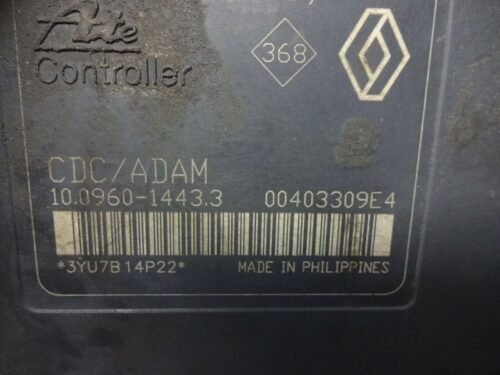 Ate
Controller
368
CDC/ADAM
10.0960-1443.3 00403309E4
*3YU7B14P22* MADE IN PHILIPPINES